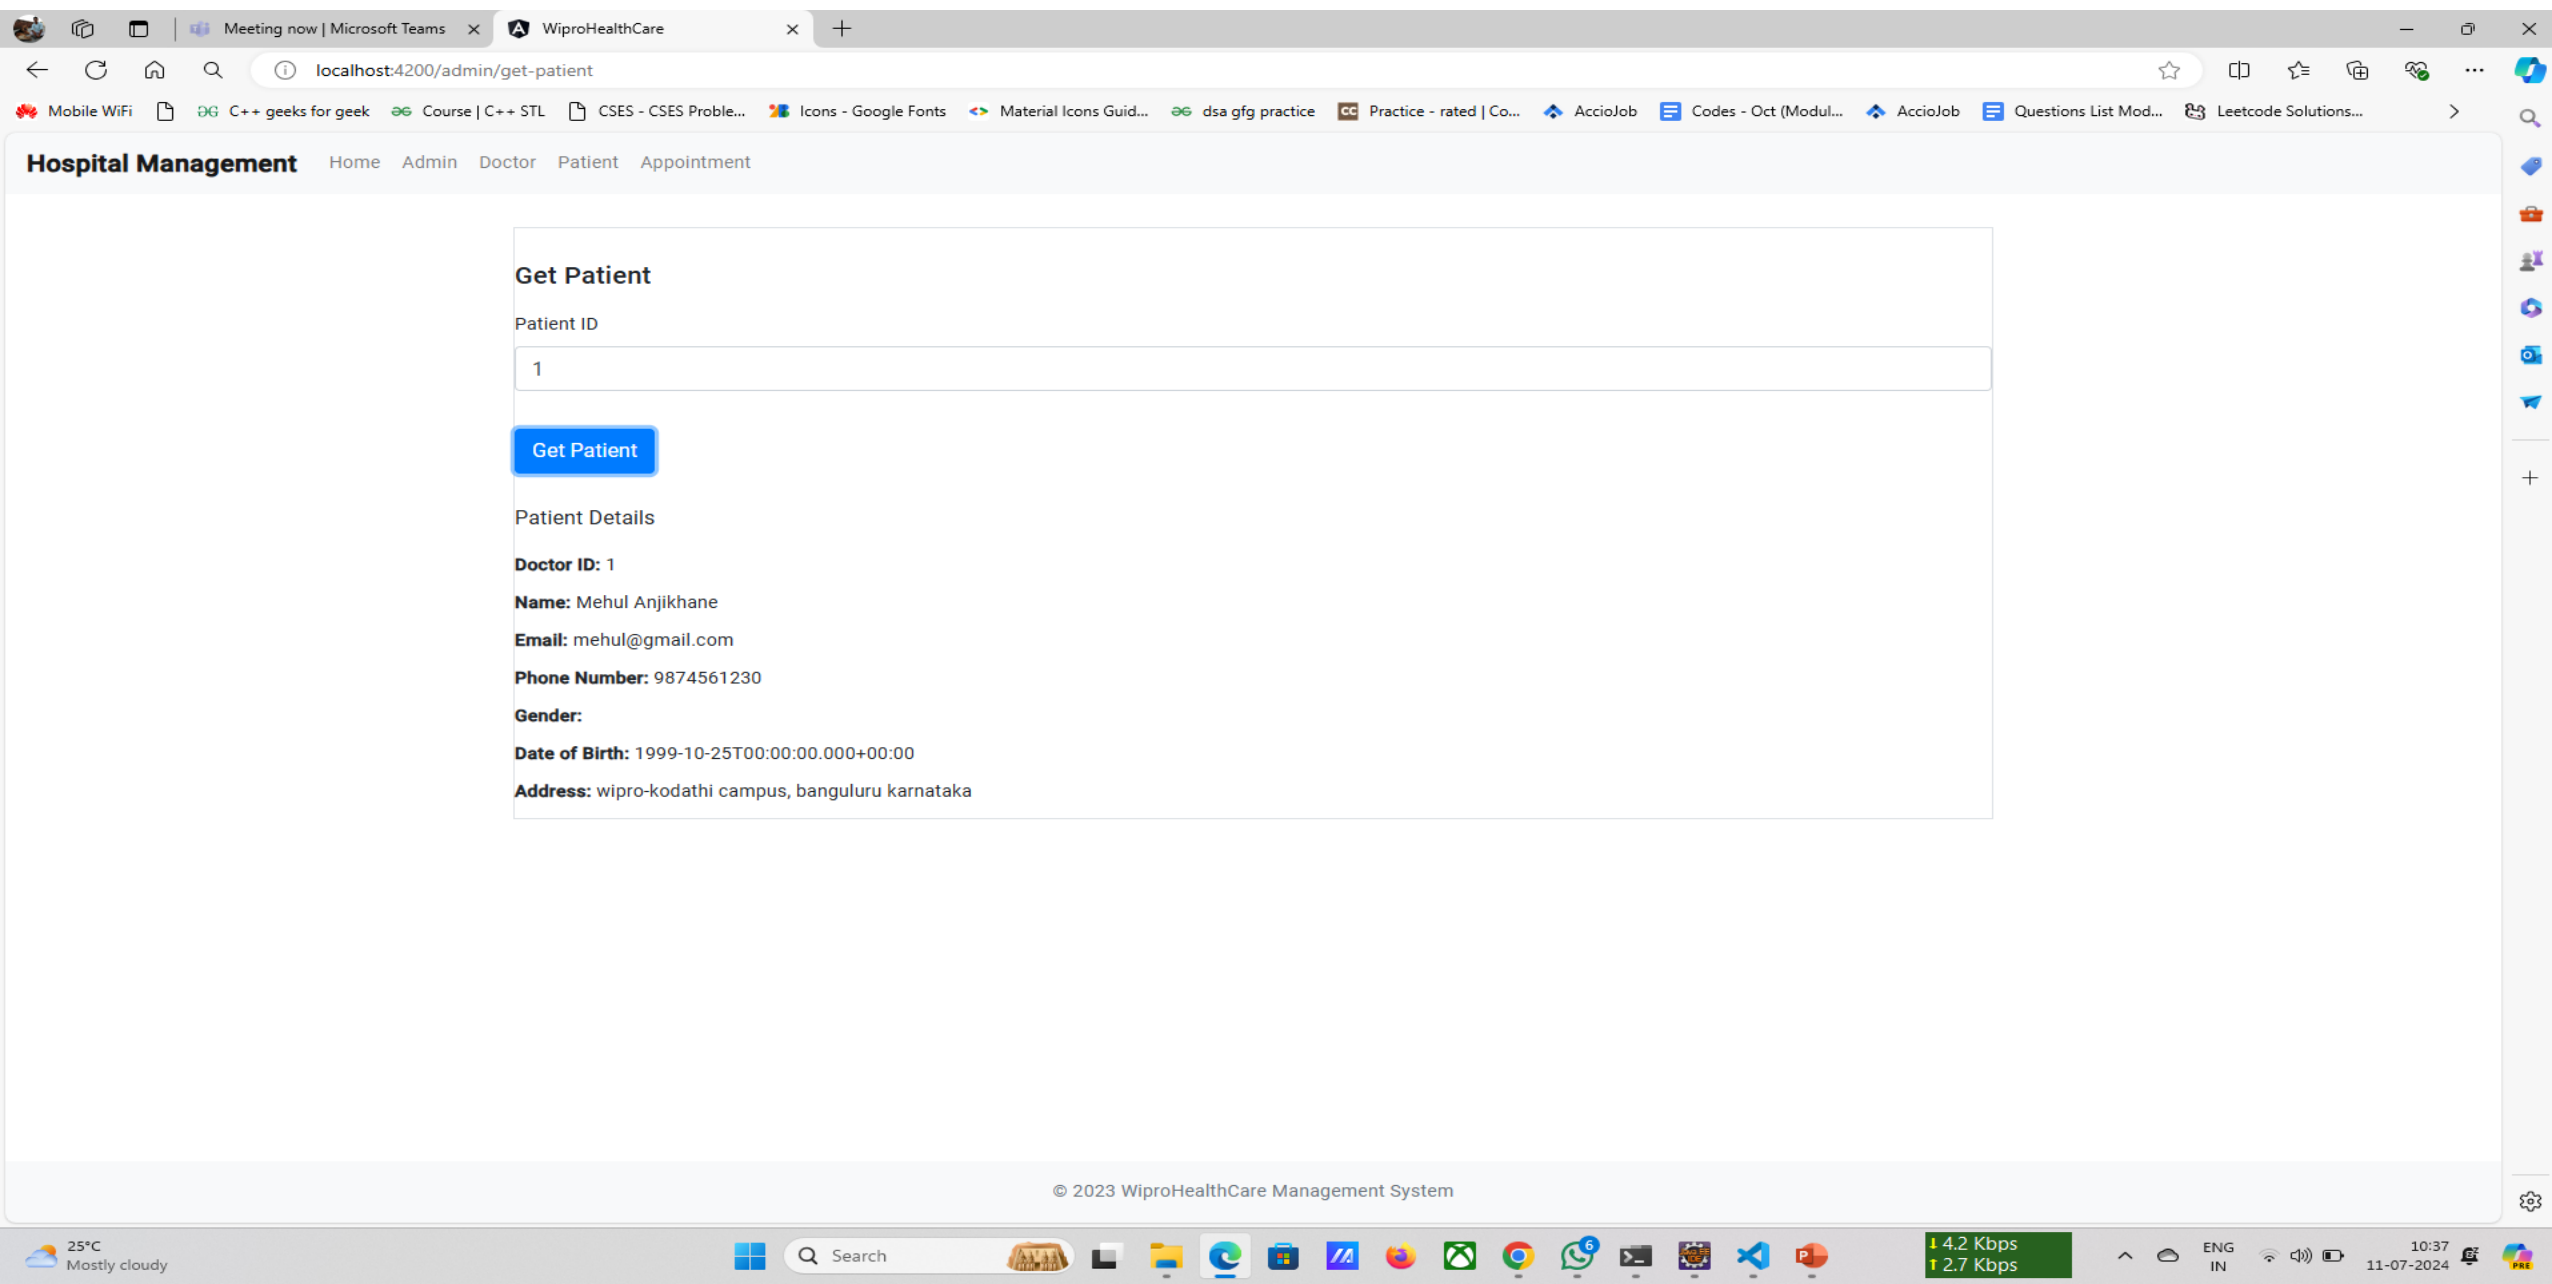 Meeting now | Microsoft Teams
WiproHealthCare
localhost:4200/admin/get-patient
Mobile WiFi C++ geeks for geek Course | C++ STL CSES - CSES Proble... Icons - Google Fonts Material Icons Guid... dsa gfg practice CC Practice - rated | Co... AccioJob Codes - Oct (Modul... AccioJob Questions List Mod... Leetcode Solutions...
Hospital Management Home Admin Doctor Patient Appointment
Get Patient
Patient ID
1
Get Patient
Patient Details
Doctor ID: 1
Name: Mehul Anjikhane
Email: mehul@gmail.com
Phone Number: 9874561230
Gender:
Date of Birth: 1999-10-25T00:00:00.000+00:00
Address: wipro-kodathi campus, banguluru karnataka
© 2023 WiproHealthCare Management System
25°C
Mostly cloudy
Search
6
4.2 Kbps
2.7 Kbps
ENG
IN
10:37
11-07-2024
PRE